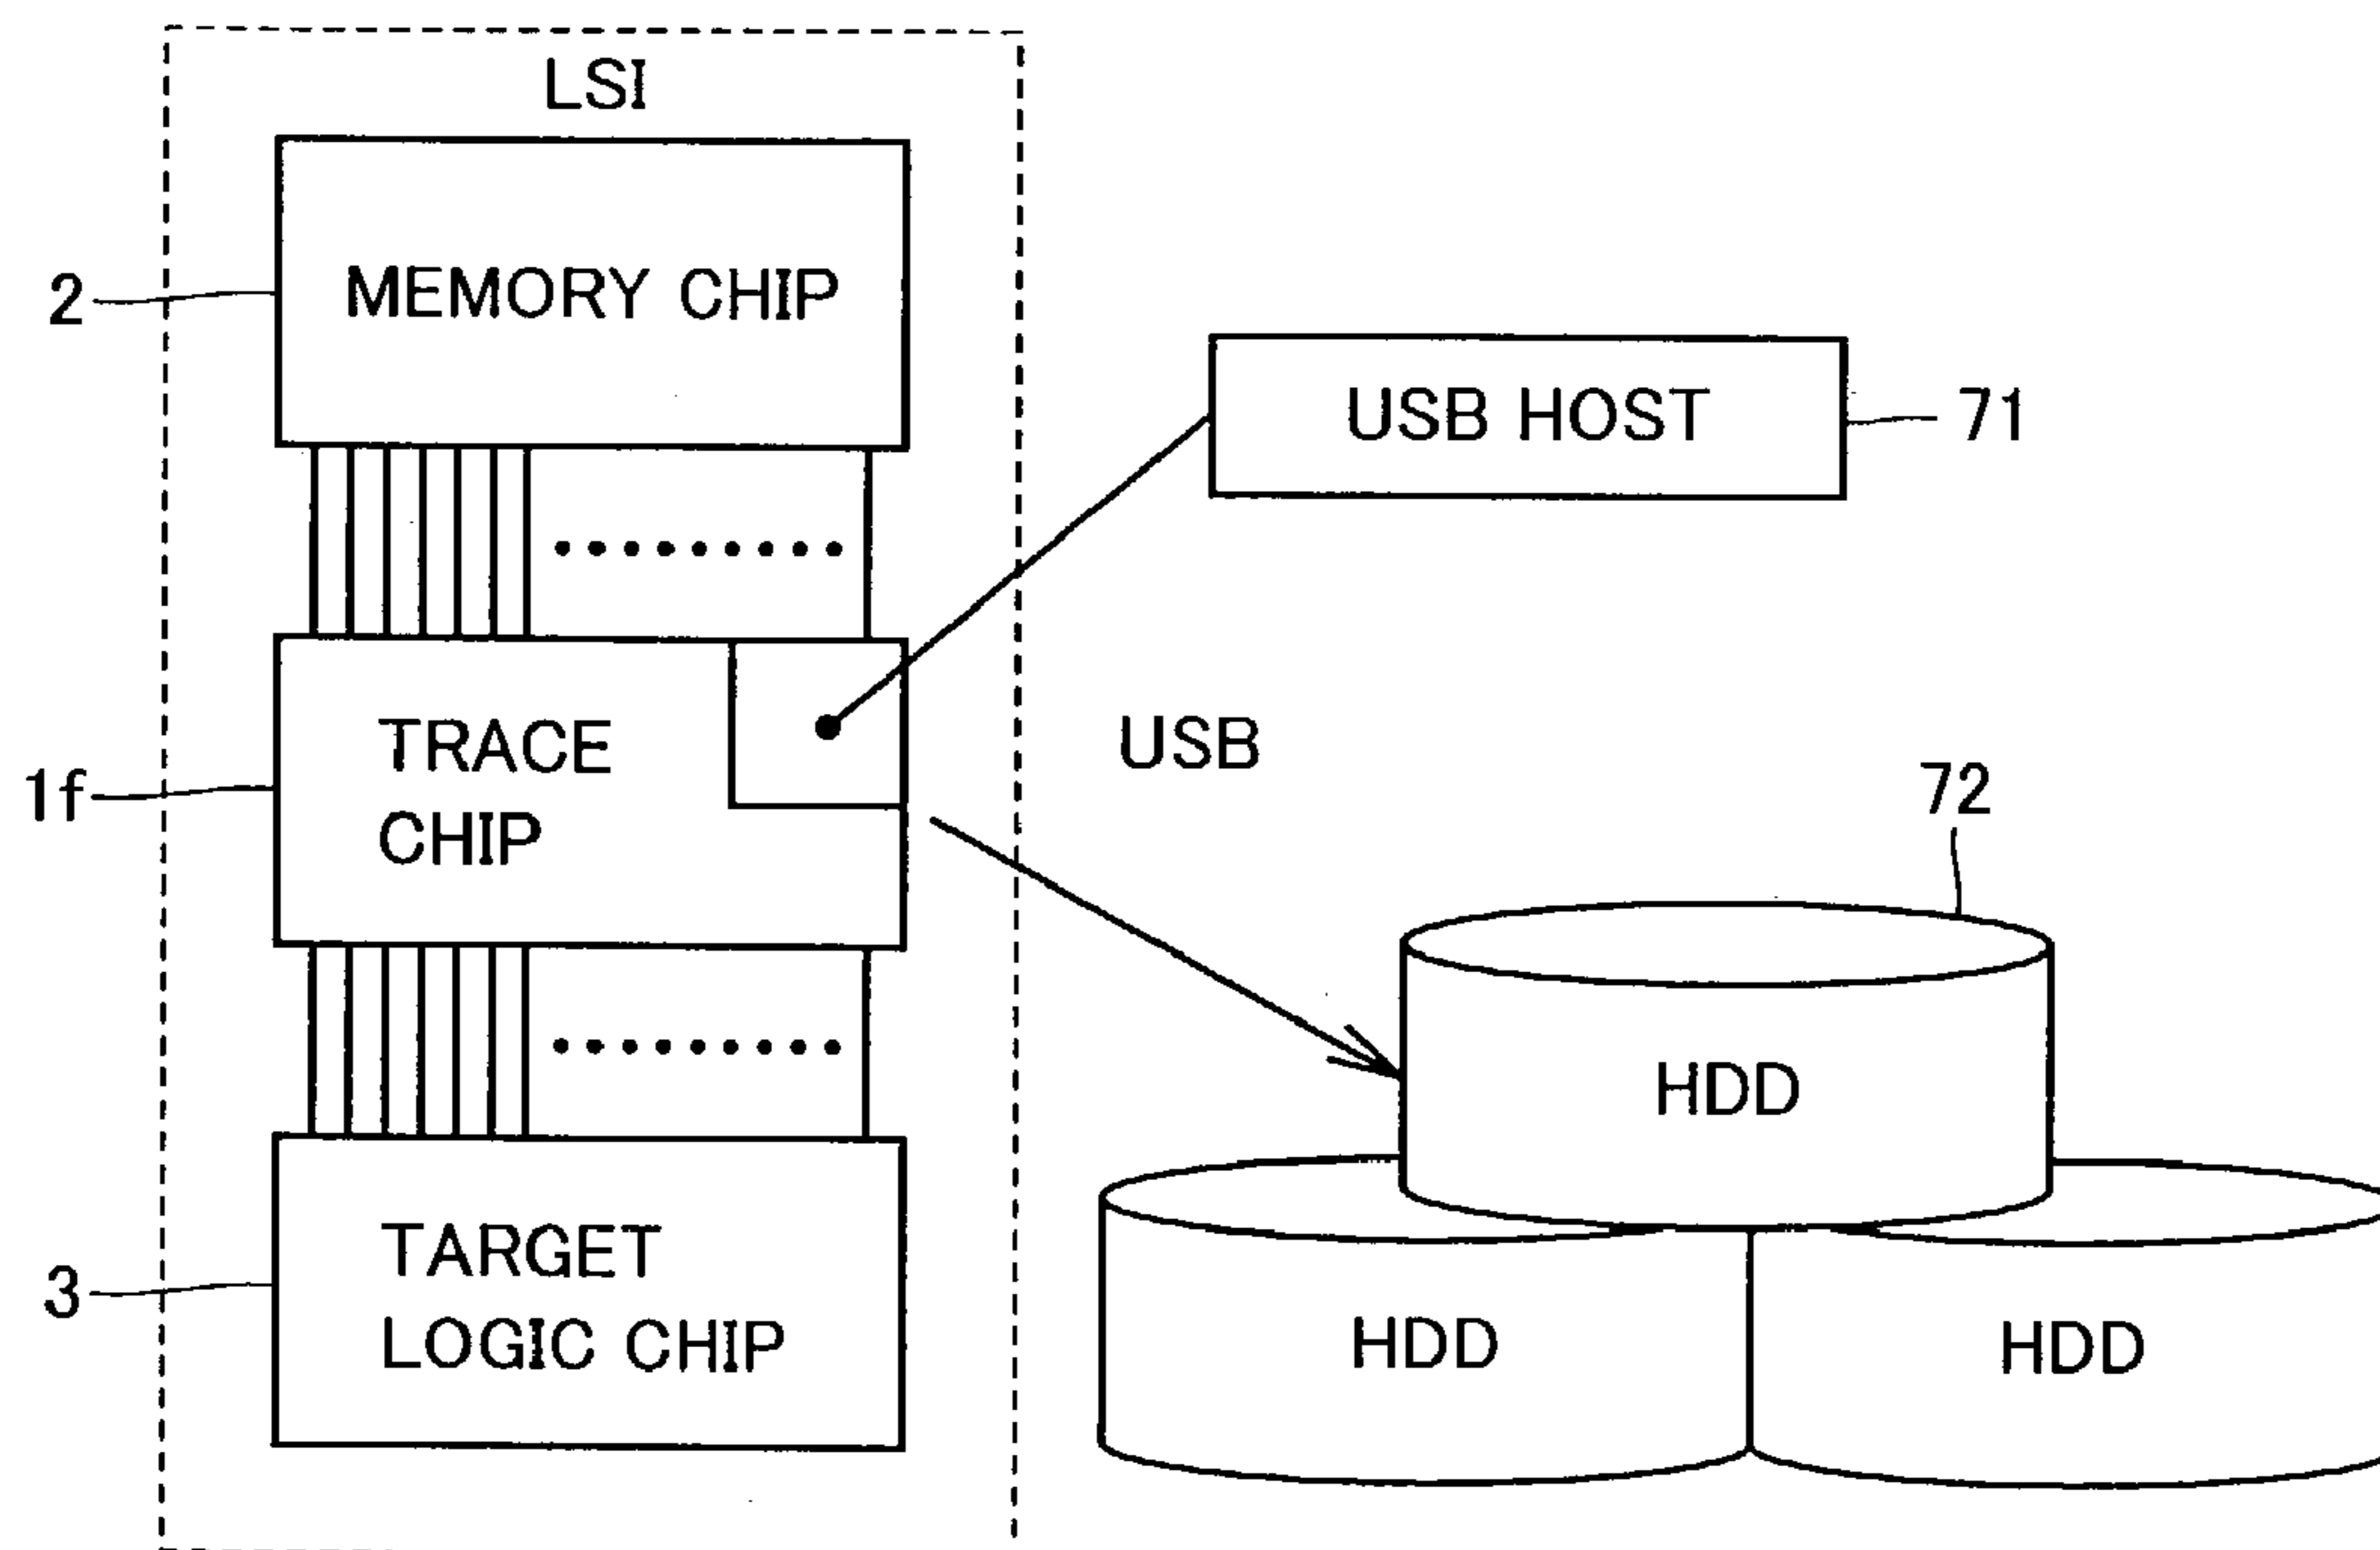 LSI
MEMORY CHIP
2
USB HOST
71
TRACE
CHIP
1f
USB
72
HDD
TARGET
LOGIC CHIP
3
HDD
HDD